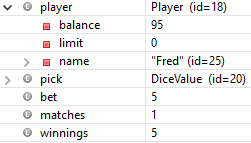 player Player (id=18)
balance 95
limit 0
name "Fred" (id=25)
pick DiceValue (id=20)
bet 5
matches 1
winnings 5